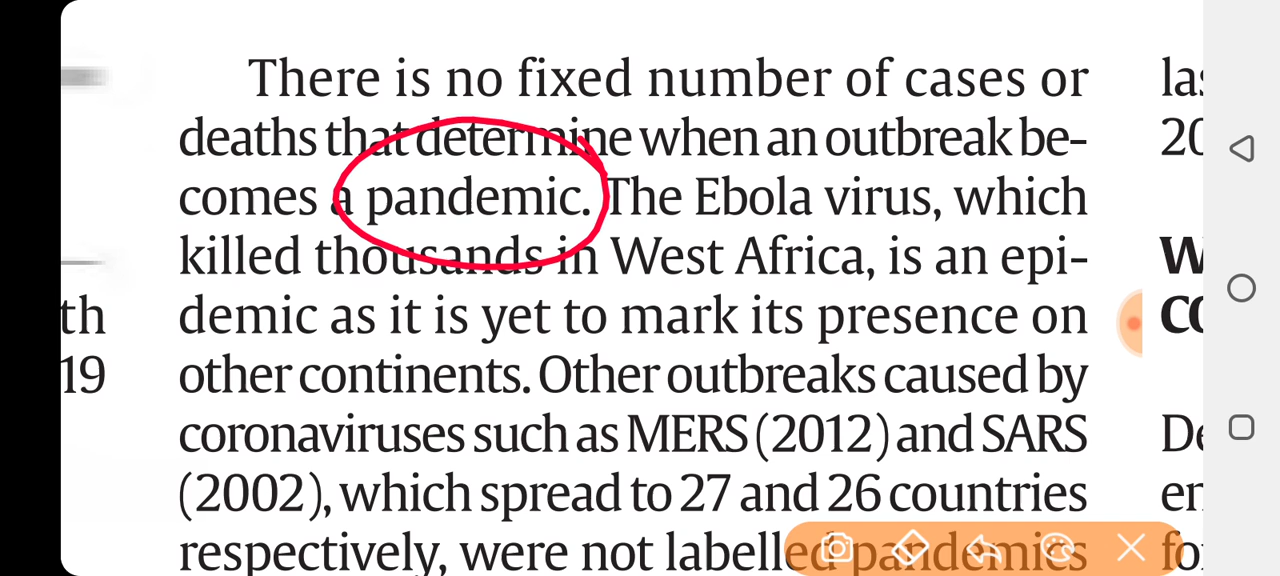 There is no fixed number of cases or
deaths that determine when an outbreak be-
comes a pandemic. The Ebola virus, which
killed thousands in West Africa, is an epi-
demic as it is yet to mark its presence on
other continents. Other outbreaks caused by
coronaviruses such as MERS (2012) and SARS
(2002), which spread to 27 and 26 countries
respectively, were not labelled pandemics
th
19